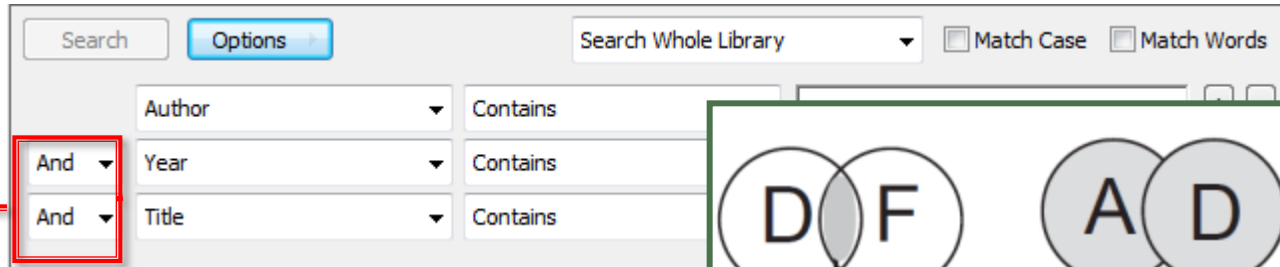 Search Options Search Whole Library Match Case Match Words
Author Contains
And Year Contains
And Title Contains
D F A D